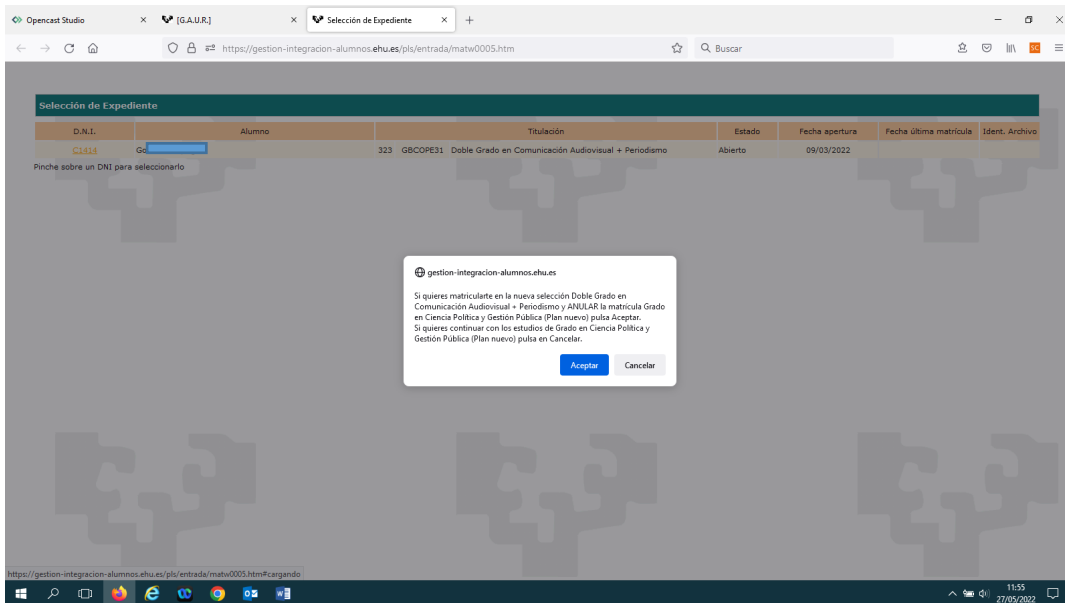 Opencast Studio
[G.A.U.R.]
Selección de Expediente
https://gestion-integracion-alumnos.ehu.es/pls/entrada/matw0005.htm
Buscar
SC
Selección de Expediente
D.N.I. Alumno Titulación Estado Fecha apertura Fecha última matrícula Ident. Archivo
C1414 Go 323 GBCOPE31 Doble Grado en Comunicación Audiovisual + Periodismo Abierto 09/03/2022
Pinche sobre un DNI para seleccionarlo
gestion-integracion-alumnos.ehu.es
Si quieres matricularte en la nueva selección Doble Grado en
Comunicación Audiovisual + Periodismo y ANULAR la matrícula Grado
en Ciencia Política y Gestión Pública (Plan nuevo) pulsa Aceptar.
Si quieres continuar con los estudios de Grado en Ciencia Política y
Gestión Pública (Plan nuevo) pulsa en Cancelar.
Aceptar
Cancelar
https://gestion-integracion-alumnos.ehu.es/pls/entrada/matw0005.htm#cargando
11:55
27/05/2022